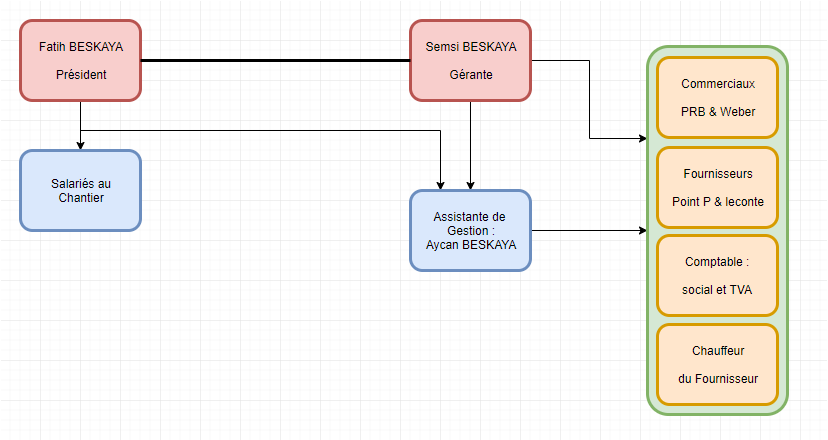 Fatih BESKAYA
Président
Semsi BESKAYA
Gérante
Commerciaux
PRB & Weber
Fournisseurs
Point P & leconte
Salariés au
Chantier
Assistante de
Gestion :
Aycan BESKAYA
Comptable :
social et TVA
Chauffeur
du Fournisseur